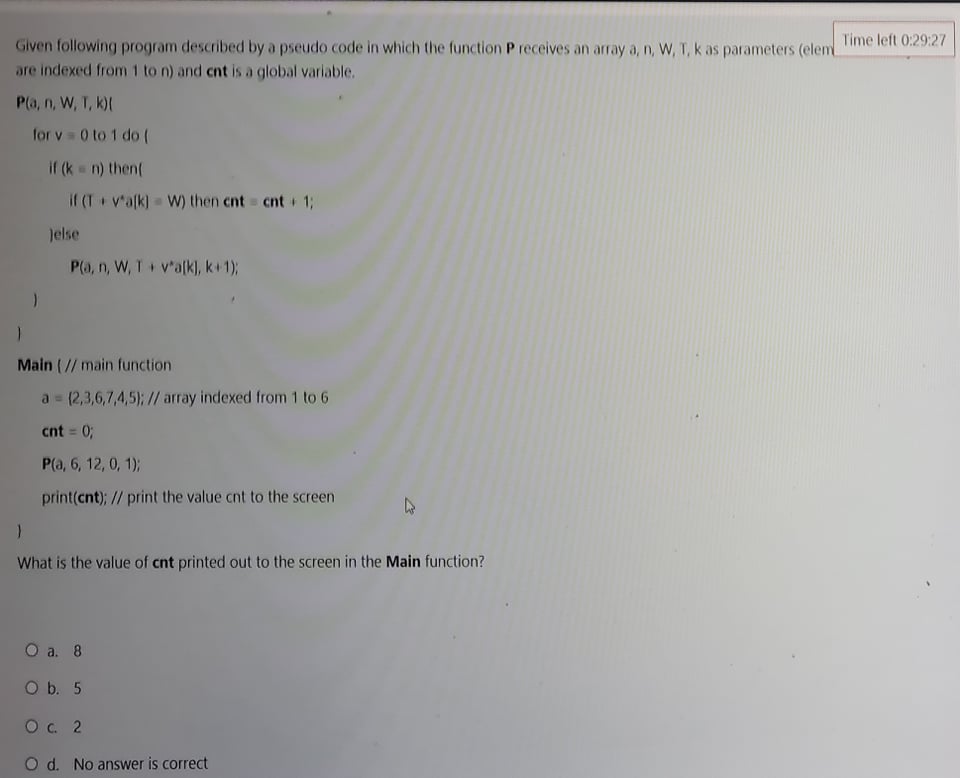 Given following program described by a pseudo code in which the function P receives an array a, n, W, T, k as parameters (elem
Time left 0:29:27
are indexed from 1 to n) and cnt is a global variable.
P(a, n, W, T, k){
for v = 0 to 1 do {
if (k = n) then{
if (T + v*a[k] = W) then cnt = cnt + 1;
}else
P(a, n, W, T + v*a[k], k+1);
}
}
Main { // main function
a = {2,3,6,7,4,5}; // array indexed from 1 to 6
cnt = 0;
P(a, 6, 12, 0, 1);
print(cnt); // print the value cnt to the screen
}
What is the value of cnt printed out to the screen in the Main function?
a. 8
b. 5
c. 2
d. No answer is correct